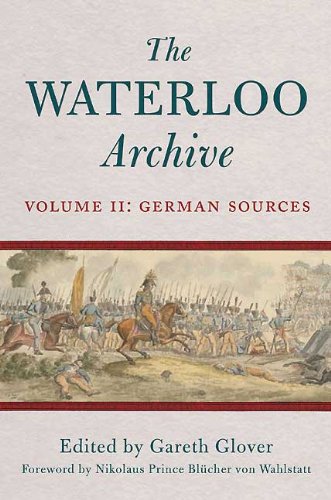 The
WATERLOO
Archive
VOLUME II: GERMAN SOURCES
Edited by Gareth Glover
Foreword by Nikolaus Prince Blücher von Wahlstatt